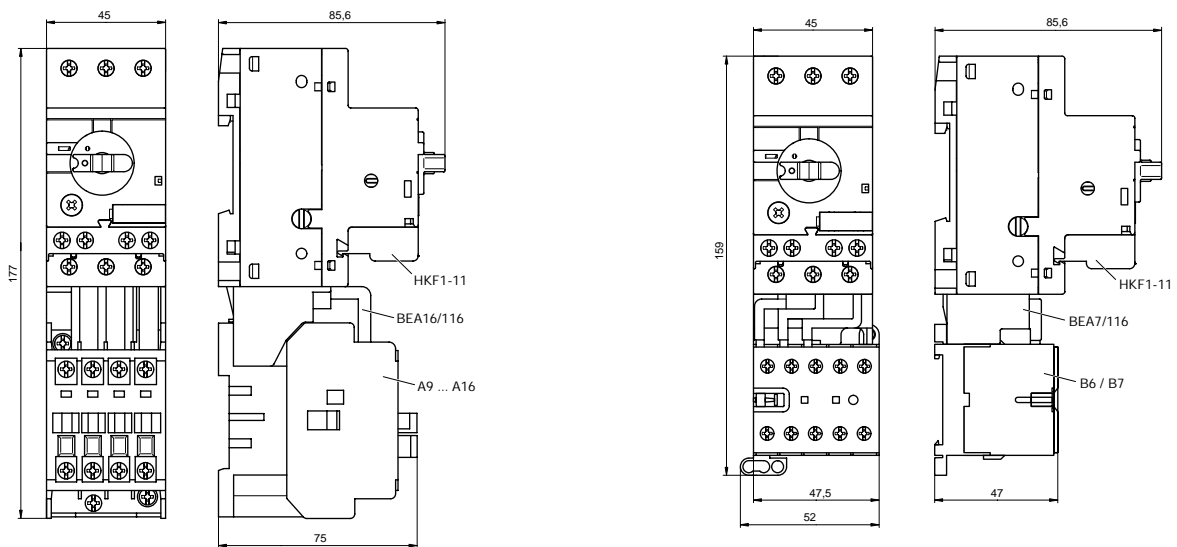 45
85,6
177
HKF1-11
BEA16/116
A9 ... A16
75
45
85,6
159
HKF1-11
BEA7/116
B6 / B7
47,5
52
47